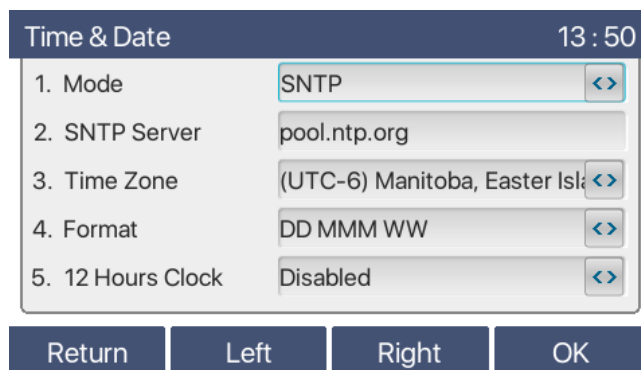 Time & Date 13 : 50
1. Mode SNTP
2. SNTP Server pool.ntp.org
3. Time Zone (UTC-6) Manitoba, Easter Isla
4. Format DD MMM WW
5. 12 Hours Clock Disabled
Return Left Right OK